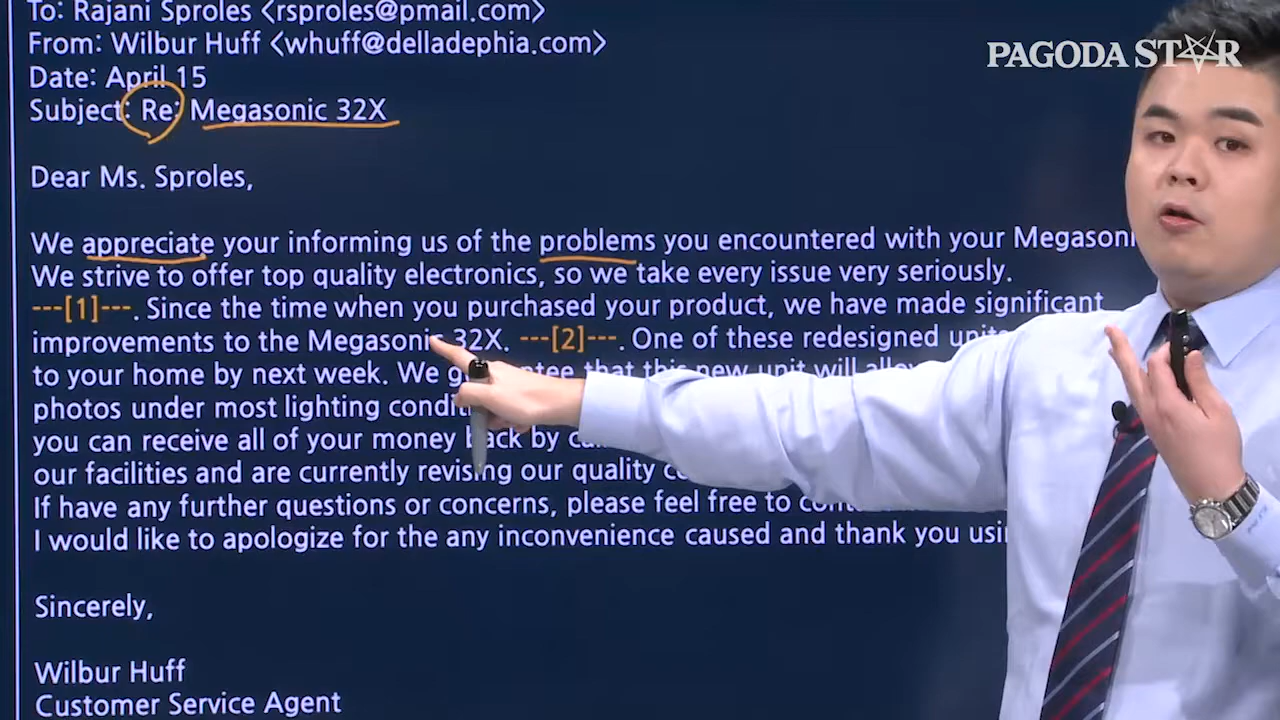 To: Rajani Sproles <rsproles@pmail.com>
From: Wilbur Huff <whuff@delladephia.com>
PAGODA STAR
Date: April 15
Subject: Re: Megasonic 32X
Dear Ms. Sproles,
We appreciate your informing us of the problems you encountered with your
We strive to offer top quality electronics, so we take every issue very seriously.
---[1]---. Since the time when you purchased your product, we have made significant
improvements to the Megasonic 32X. ---[2]---. One of these redesigned
to your home by next week. We that this new unit will
photos under most lighting
you can receive all of your money back by
our facilities and are currently revising our quality
If have any further questions or concerns, please feel free to
I would like to apologize for the any inconvenience caused and thank you
Sincerely,
Wilbur Huff
Customer Service Agent